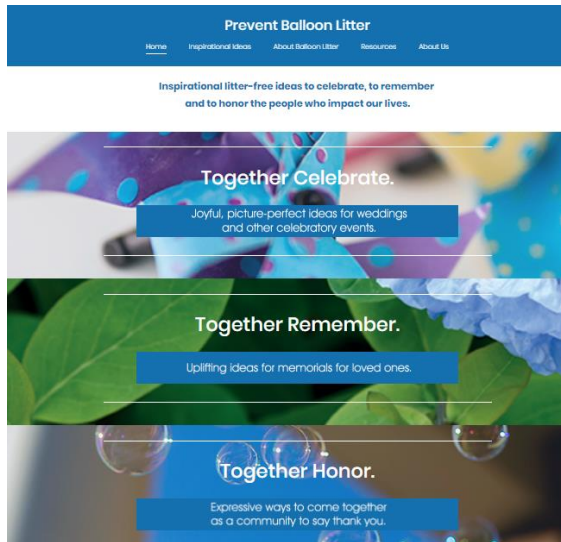 Prevent Balloon Litter
Home Inspirational Ideas About Balloon Litter Resources About Us
Inspirational litter-free ideas to celebrate, to remember
and to honor the people who impact our lives.
Together Celebrate.
Joyful, picture-perfect ideas for weddings
and other celebratory events.
Together Remember.
Uplifting ideas for memorials for loved ones.
Together Honor.
Expressive ways to come together
as a community to say thank you.